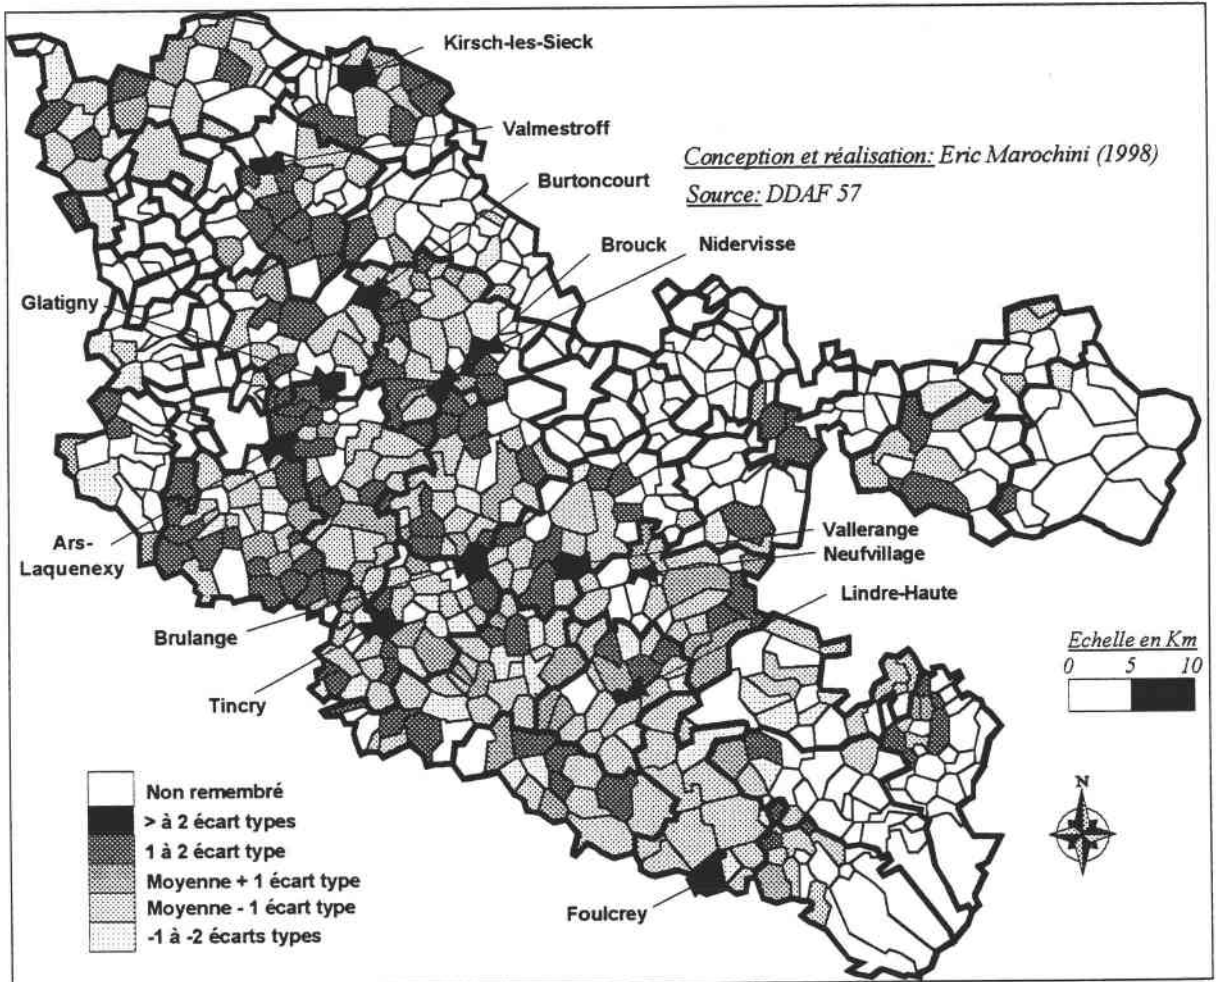 Kirsch-les-Sieck
Valmestroff
Conception et réalisation: Eric Marochini (1998)
Burtoncourt
Source: DDAF 57
Brouck
Nidervisse
Glatigny
Ars-
Laquenexy
Vallerange
Neufvillage
Lindre-Haute
Brulange
Echelle en Km
0 5 10
Tincry
Non remembré
> à 2 écart types
1 à 2 écart type
Moyenne + 1 écart type
Moyenne - 1 écart type
-1 à -2 écarts types
N
Foulcrey